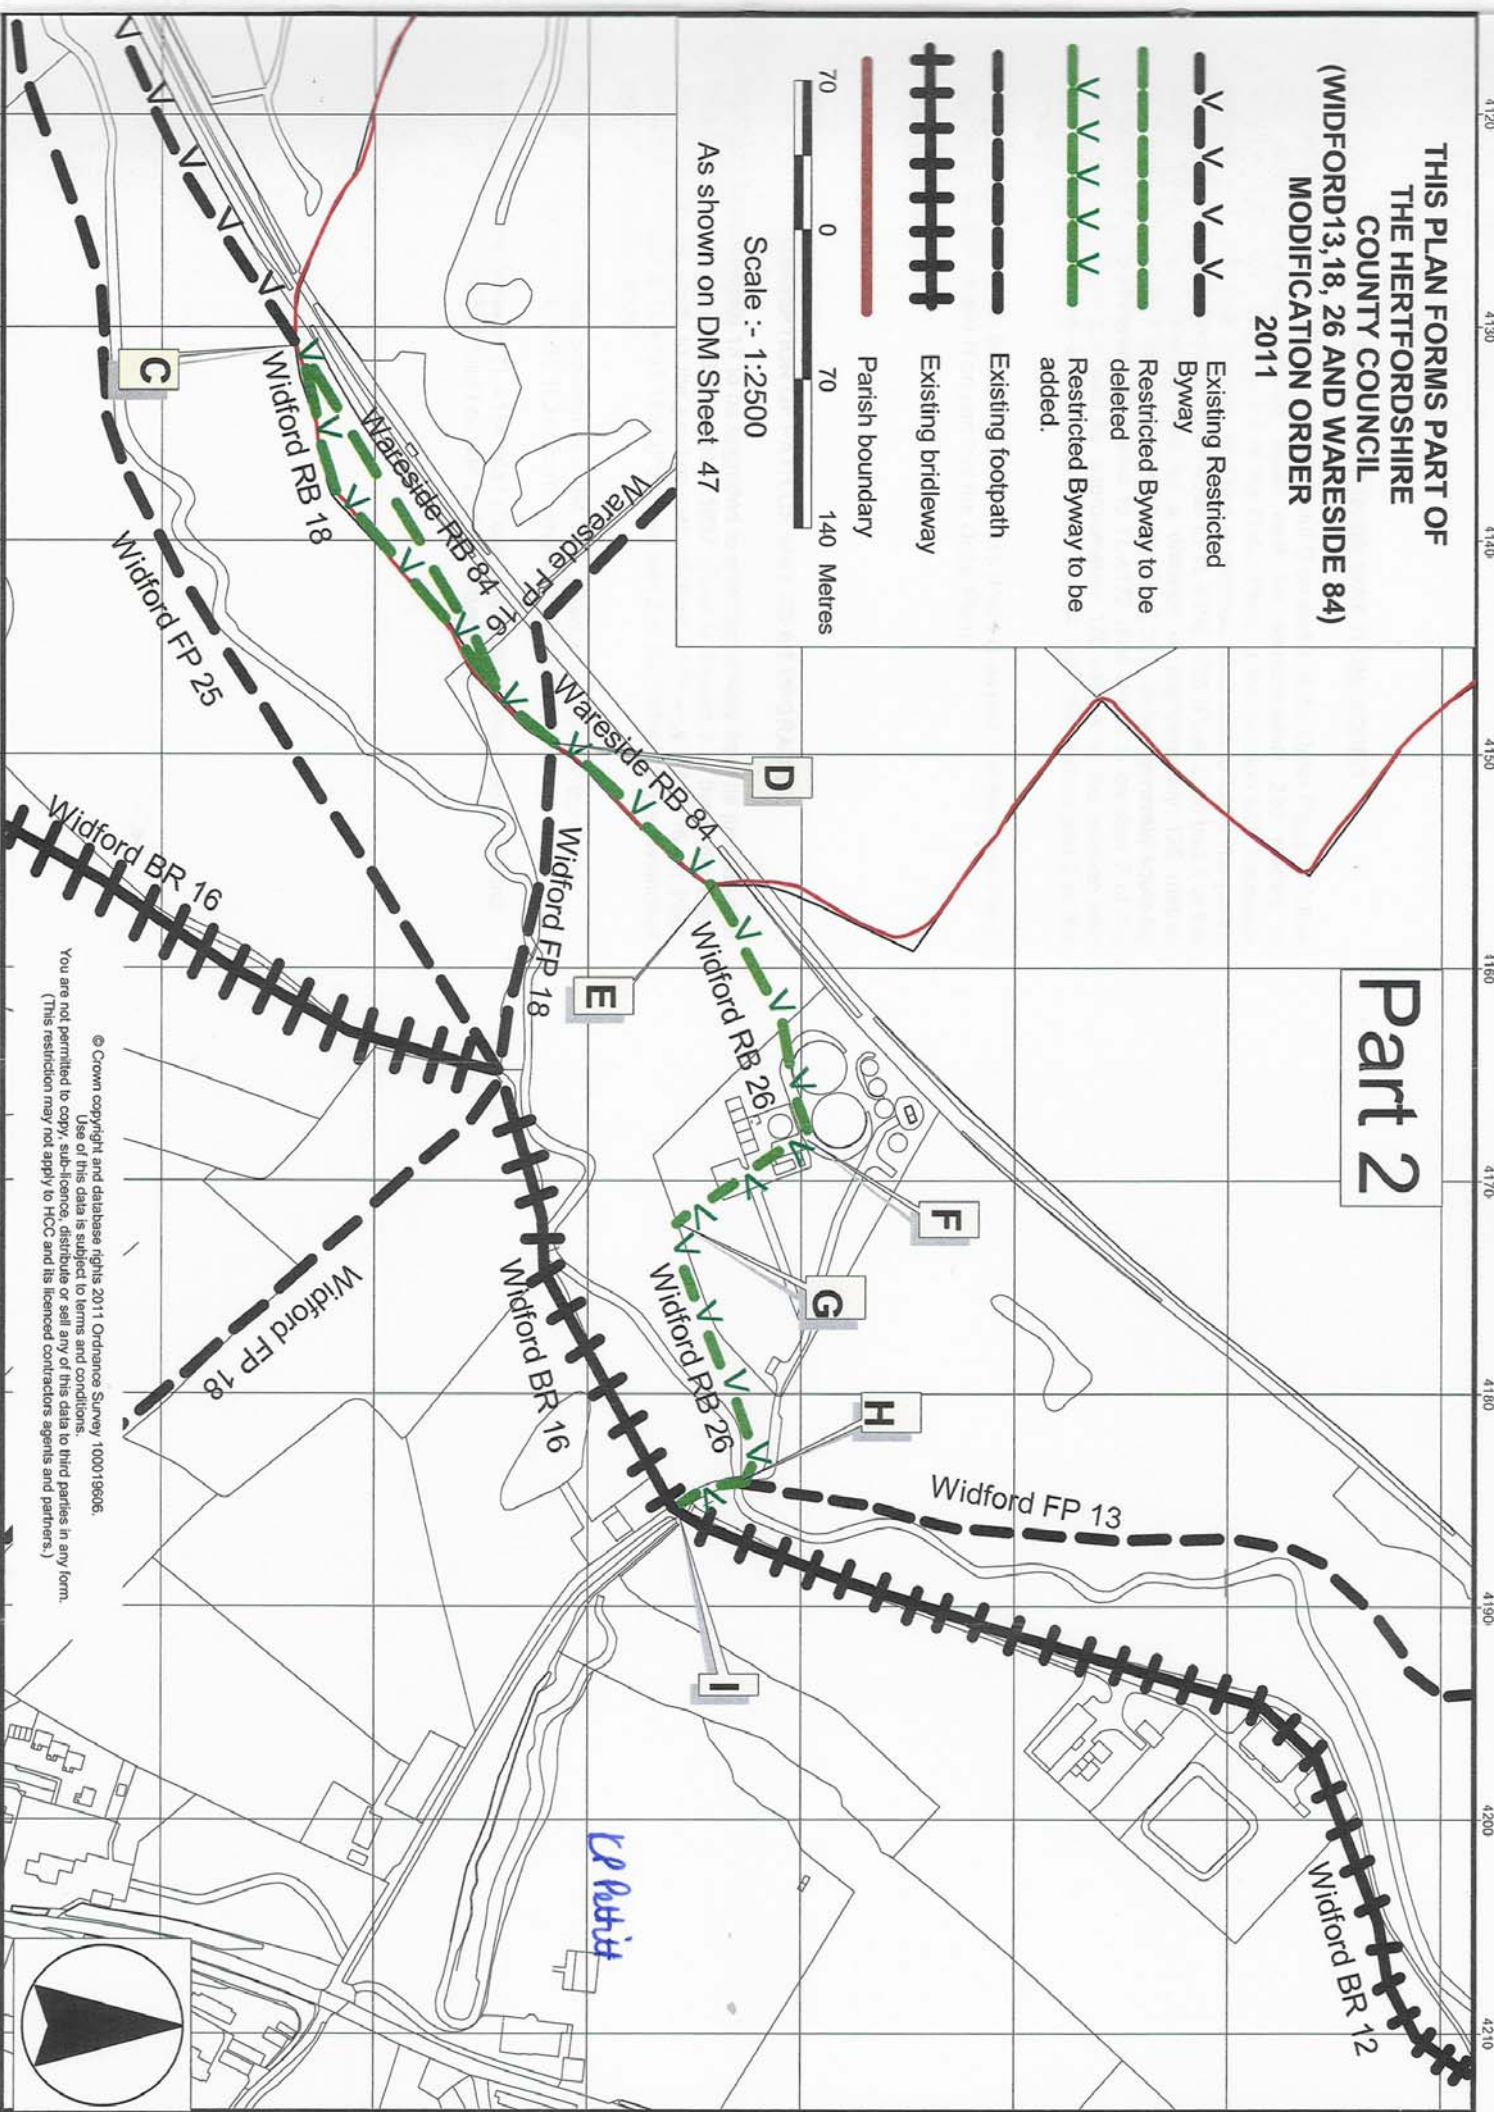 THIS PLAN FORMS PART OF
THE HERTFORDSHIRE
COUNTY COUNCIL
(WIDFORD13,18, 26 AND WARESIDE 84)
MODIFICATION ORDER
2011
Existing Restricted
Byway
Restricted Byway to be
deleted
Restricted Byway to be
added.
Existing footpath
Existing bridleway
Parish boundary
70 0 70 140 Metres
Scale :- 1:2500
As shown on DM Sheet 47
Part 2
4120
4130
4140
4150
4160
4170
4180
4190
4200
4210
C
D
E
F
G
H
I
Wareside FP 16
Wareside RB 84
Widford RB 18
Wareside RB 84
Widford FP 25
Widford FP 18
Widford BR 16
Widford RB 26
Widford RB 26
Widford FP 13
Widford BR 16
Widford FP 18
Widford BR 12
KP Pettitt
© Crown copyright and database rights 2011 Ordnance Survey 100019606.
Use of this data is subject to terms and conditions.
You are not permitted to copy, sub-licence, distribute or sell any of this data to third parties in any form.
(This restriction may not apply to HCC and its licenced contractors agents and partners.)